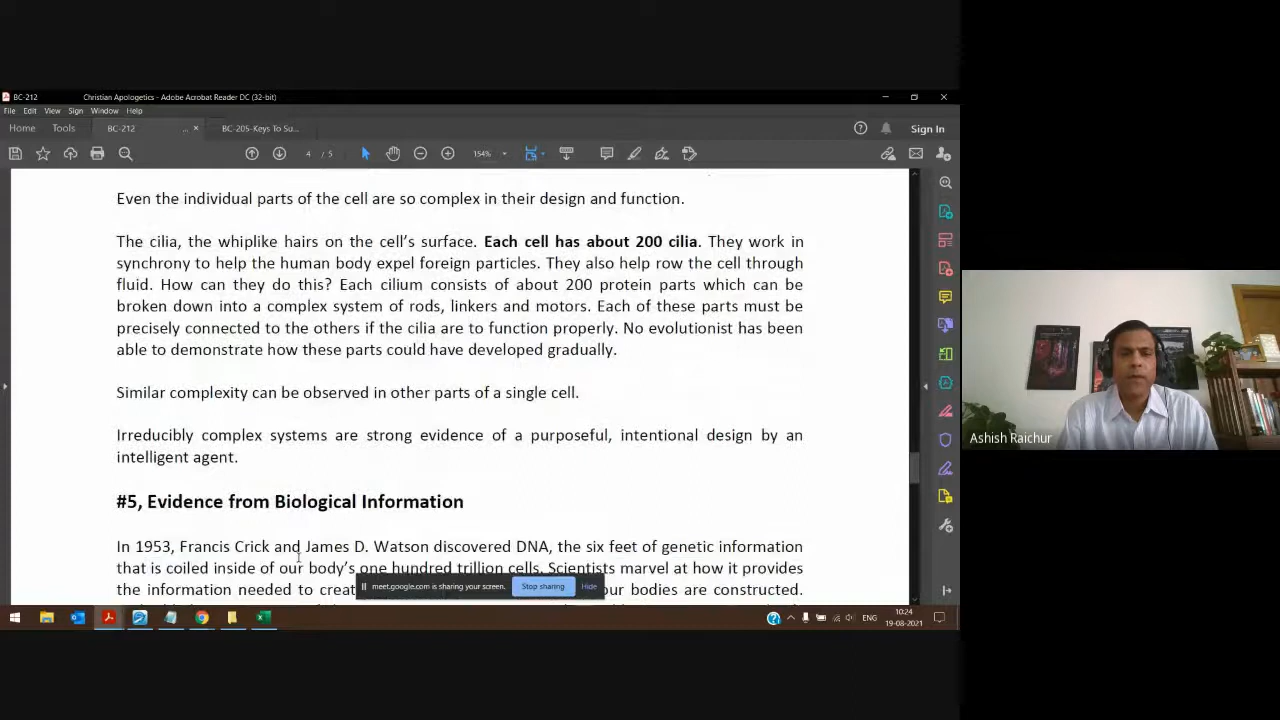 BC-212 Christian Apologetics - Adobe Acrobat Reader DC (32-bit)
File Edit View Sign Window Help
Home Tools BC-212 ... × BC-205-Keys To Su... Sign In
4 / 5 154%
Even the individual parts of the cell are so complex in their design and function.
The cilia, the whiplike hairs on the cell's surface. Each cell has about 200 cilia. They work in
synchrony to help the human body expel foreign particles. They also help row the cell through
fluid. How can they do this? Each cilium consists of about 200 protein parts which can be
broken down into a complex system of rods, linkers and motors. Each of these parts must be
precisely connected to the others if the cilia are to function properly. No evolutionist has been
able to demonstrate how these parts could have developed gradually.
Similar complexity can be observed in other parts of a single cell.
Irreducibly complex systems are strong evidence of a purposeful, intentional design by an
intelligent agent.
#5, Evidence from Biological Information
In 1953, Francis Crick and James D. Watson discovered DNA, the six feet of genetic information
that is coiled inside of our body's one hundred trillion cells. Scientists marvel at how it provides
the information needed to creat our bodies are constructed.
meet.google.com is sharing your screen. Stop sharing Hide
ENG 10:24
19-08-2021
Ashish Raichur